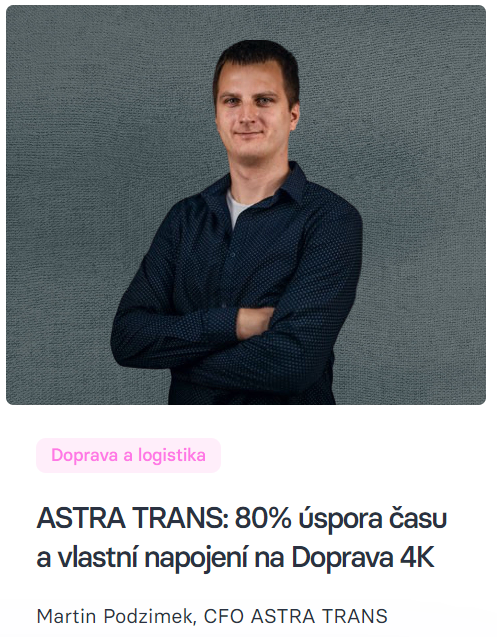 Doprava a logistika
ASTRA TRANS: 80% úspora času
a vlastní napojení na Doprava 4K
Martin Podzimek, CFO ASTRA TRANS